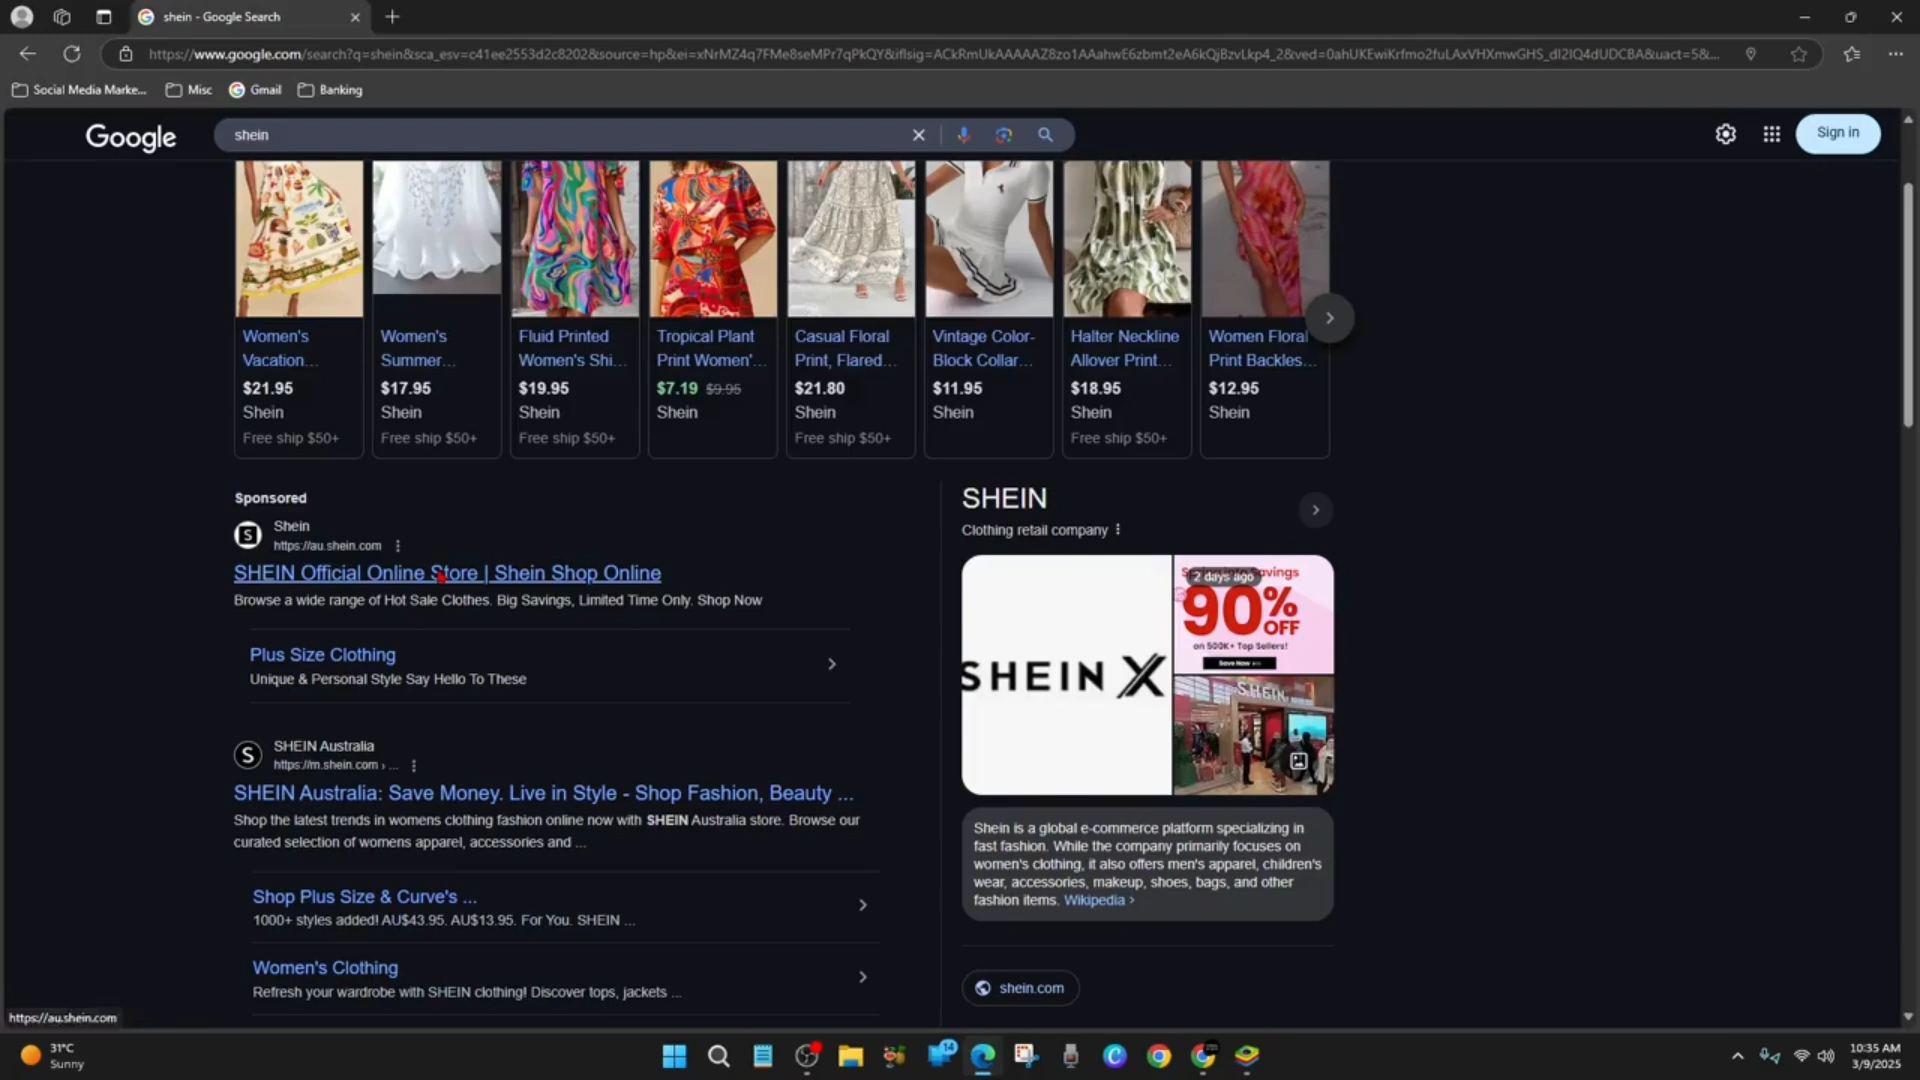 shein - Google Search
https://www.google.com/search?q=shein&sca_esv=c41ee2553d2c8202&source=hp&ei=xNrMZ4q7FMe8seMPr7qPkQY&iflsig=ACkRmUkAAAAAZ8zo1AAahwE6zbmt2eA6kQjBzvLkp4_2&ved=0ahUKEwiKrfmo2fuLAxVHXmwGHS_dI2IQ4dUDCBA&uact=5&...
Social Media Marke...
Misc
Gmail
Banking
Google
shein
Sign in
Women's Vacation...
$21.95
Shein
Free ship $50+
Women's Summer...
$17.95
Shein
Free ship $50+
Fluid Printed Women's Shi...
$19.95
Shein
Free ship $50+
Tropical Plant Print Women'...
$7.19 $9.95
Shein
Casual Floral Print, Flared...
$21.80
Shein
Free ship $50+
Vintage Color-Block Collar...
$11.95
Shein
Halter Neckline Allover Print...
$18.95
Shein
Free ship $50+
Women Floral Print Backles...
$12.95
Shein
Sponsored
Shein
https://au.shein.com
SHEIN Official Online Store | Shein Shop Online
Browse a wide range of Hot Sale Clothes. Big Savings, Limited Time Only. Shop Now
Plus Size Clothing
Unique & Personal Style Say Hello To These
SHEIN Australia
https://m.shein.com › ...
SHEIN Australia: Save Money. Live in Style - Shop Fashion, Beauty ...
Shop the latest trends in womens clothing fashion online now with SHEIN Australia store. Browse our
curated selection of womens apparel, accessories and ...
Shop Plus Size & Curve's ...
1000+ styles added! AU$43.95. AU$13.95. For You. SHEIN ...
Women's Clothing
Refresh your wardrobe with SHEIN clothing! Discover tops, jackets ...
SHEIN
Clothing retail company
SHEIN X
2 days ago
Savings
90% OFF
on 500K+ Top Sellers!
Save Now >>>
SHEIN
Shein is a global e-commerce platform specializing in
fast fashion. While the company primarily focuses on
women's clothing, it also offers men's apparel, children's
wear, accessories, makeup, shoes, bags, and other
fashion items. Wikipedia ›
shein.com
https://au.shein.com
31°C
Sunny
14
10:35 AM
3/9/2025